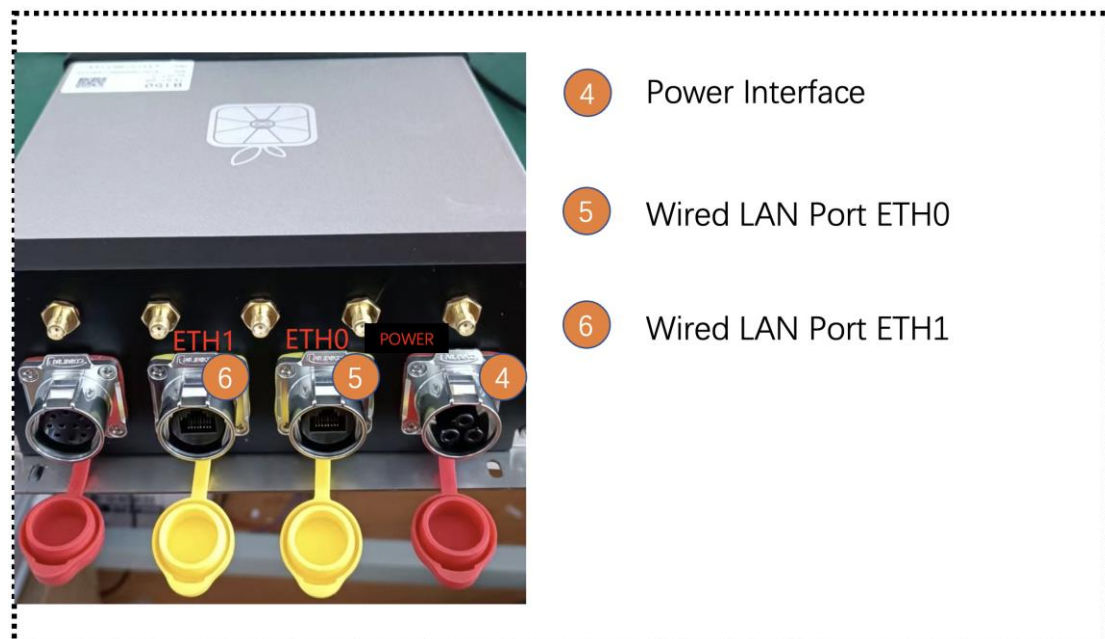 4 Power Interface
5 Wired LAN Port ETH0
6 Wired LAN Port ETH1
ETH1 ETH0 POWER
6 5 4